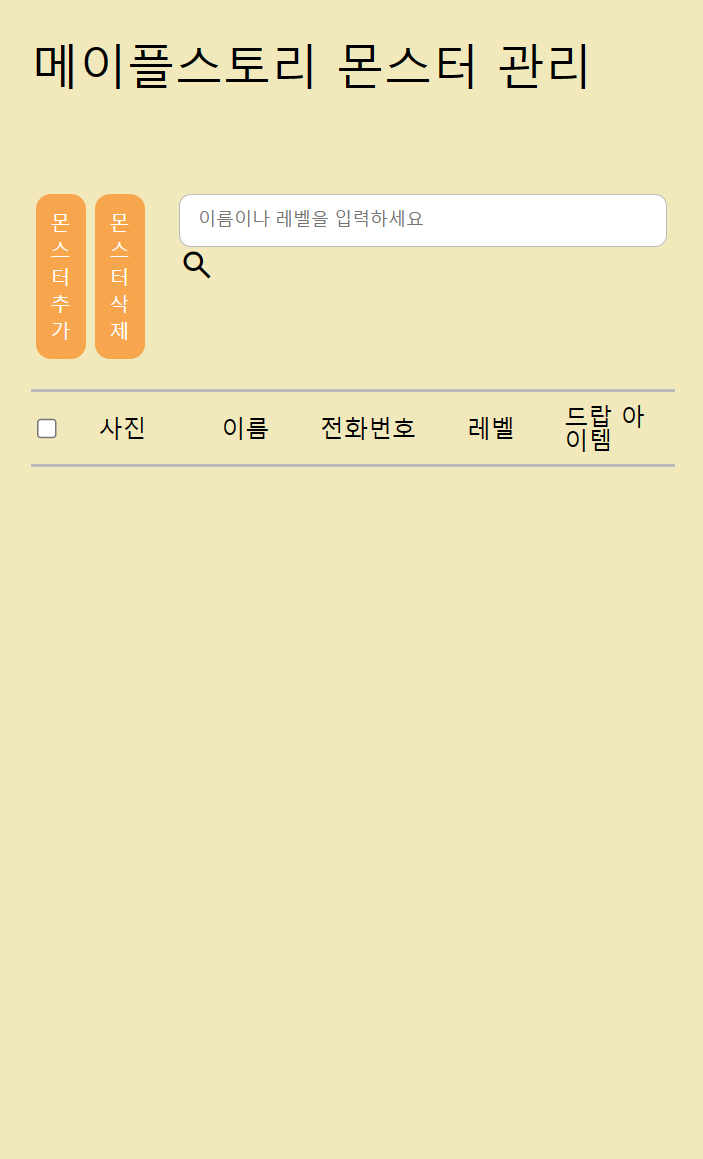 메이플스토리 몬스터 관리
몬
스
터
추
가
몬
스
터
삭
제
이름이나 레벨을 입력하세요
사진
이름
전화번호
레벨
드랍 아
이템